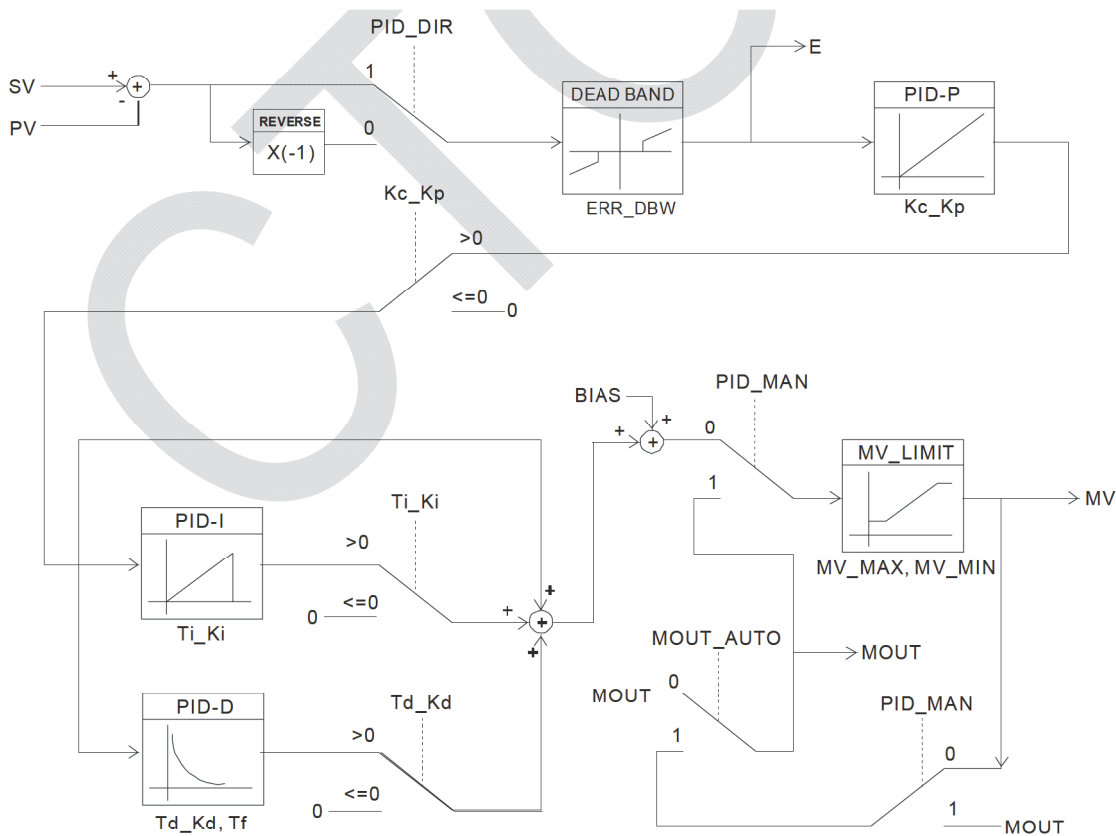 PID_DIR
E
SV
+
+
-
PV
1
REVERSE
X(-1)
0
DEAD BAND
ERR_DBW
PID-P
Kc_Kp
Kc_Kp
>0
<=0
0
BIAS
+
+
+
PID_MAN
0
1
MV_LIMIT
MV
MV_MAX, MV_MIN
PID-I
Ti_Ki
Ti_Ki
>0
0
<=0
+
+
+
+
PID-D
Td_Kd, Tf
Td_Kd
>0
0
<=0
MOUT_AUTO
MOUT
0
1
MOUT
PID_MAN
0
1
MOUT